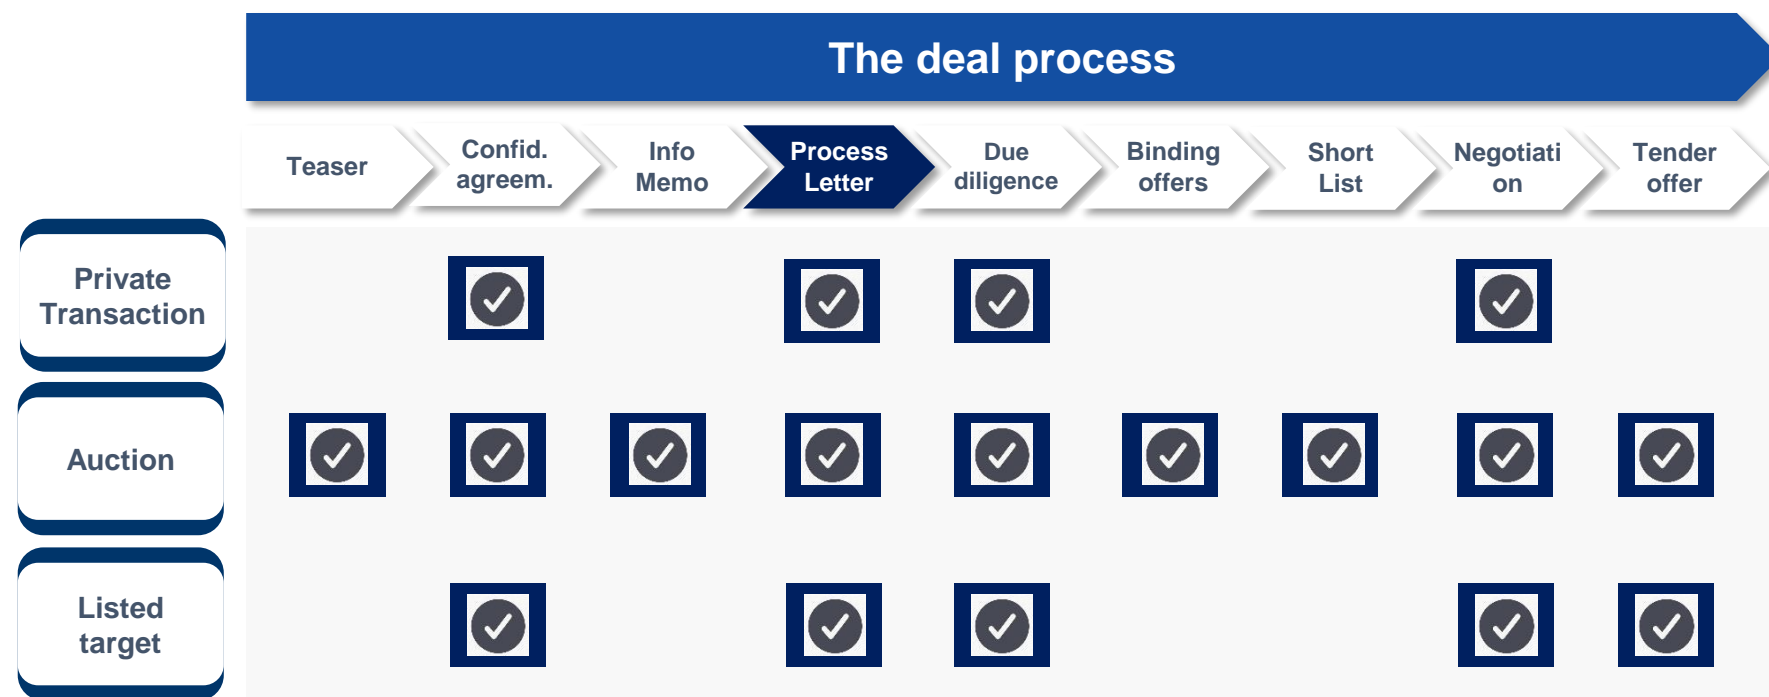 The deal process
Teaser
Confid.
agreem.
Info
Memo
Process
Letter
Due
diligence
Binding
offers
Short
List
Negotiati
on
Tender
offer
Private
Transaction
Auction
Listed
target